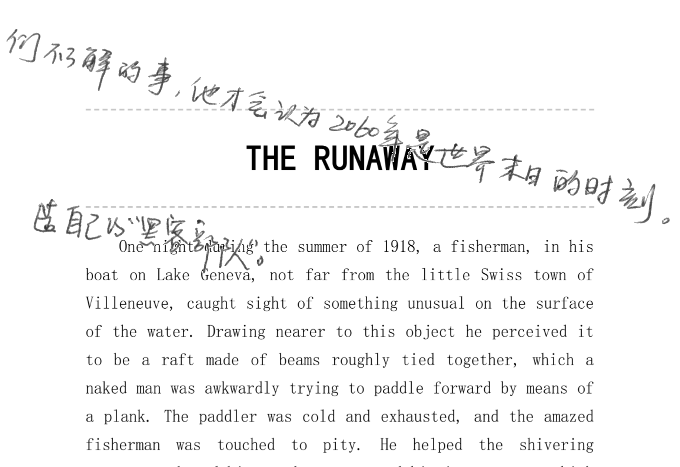 们不了解的事，他才会认为2060年是世界末日的时刻。
THE RUNAWAY
自己的“黑客部队”。
One night during the summer of 1918, a fisherman, in his
boat on Lake Geneva, not far from the little Swiss town of
Villeneuve, caught sight of something unusual on the surface
of the water. Drawing nearer to this object he perceived it
to be a raft made of beams roughly tied together, which a
naked man was awkwardly trying to paddle forward by means of
a plank. The paddler was cold and exhausted, and the amazed
fisherman was touched to pity. He helped the shivering